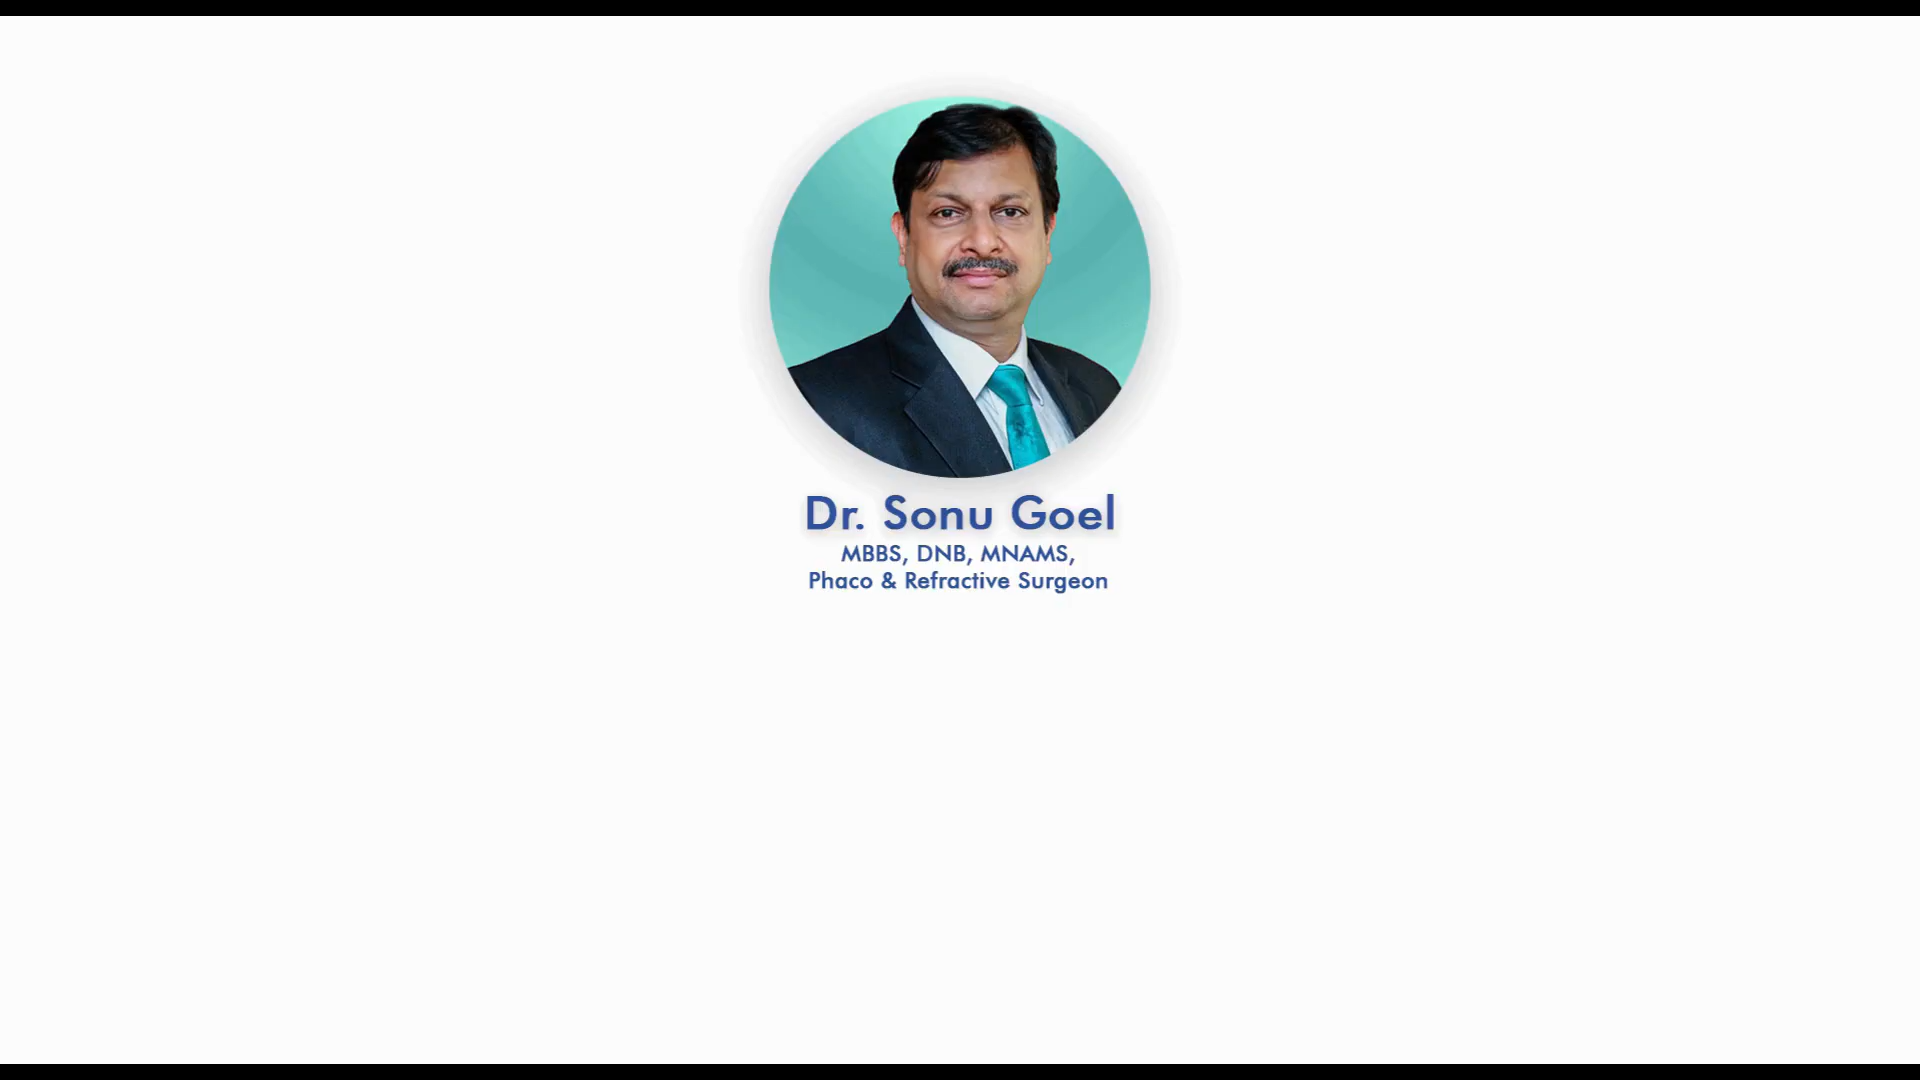 Dr. Sonu Goel
MBBS, DNB, MNAMS,
Phaco & Refractive Surgeon